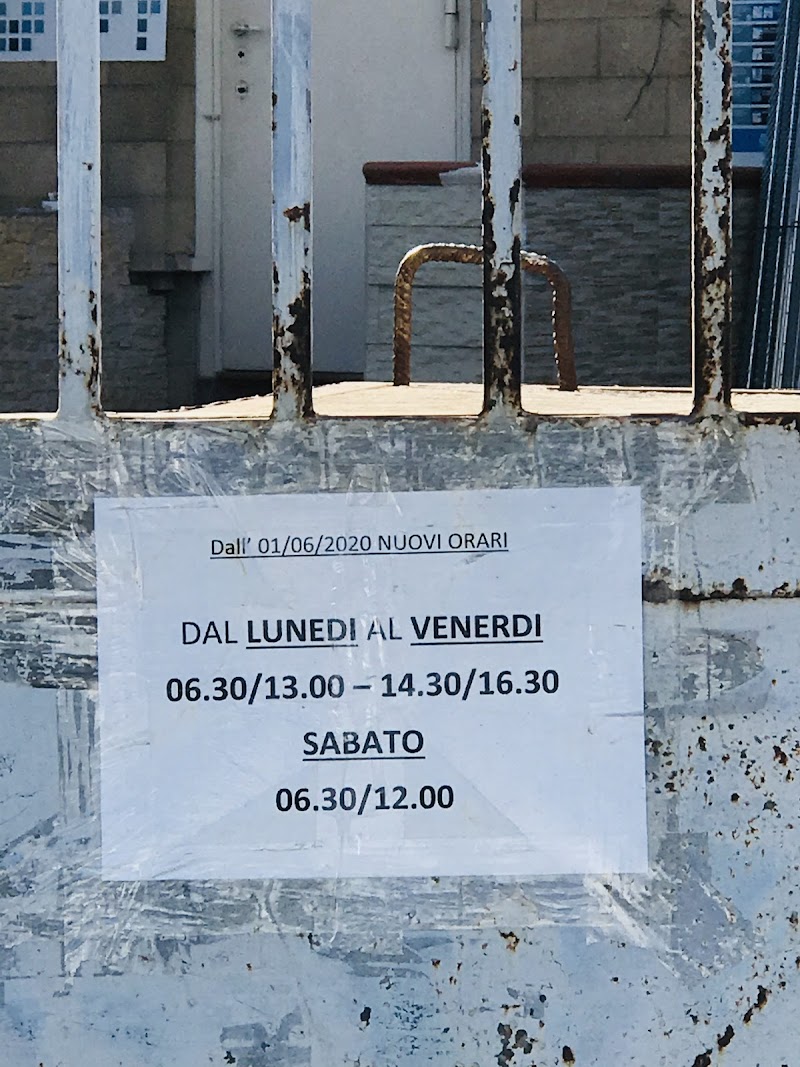 Dall' 01/06/2020 NUOVI ORARI
DAL LUNEDI AL VENERDI
06.30/13.00 – 14.30/16.30
SABATO
06.30/12.00